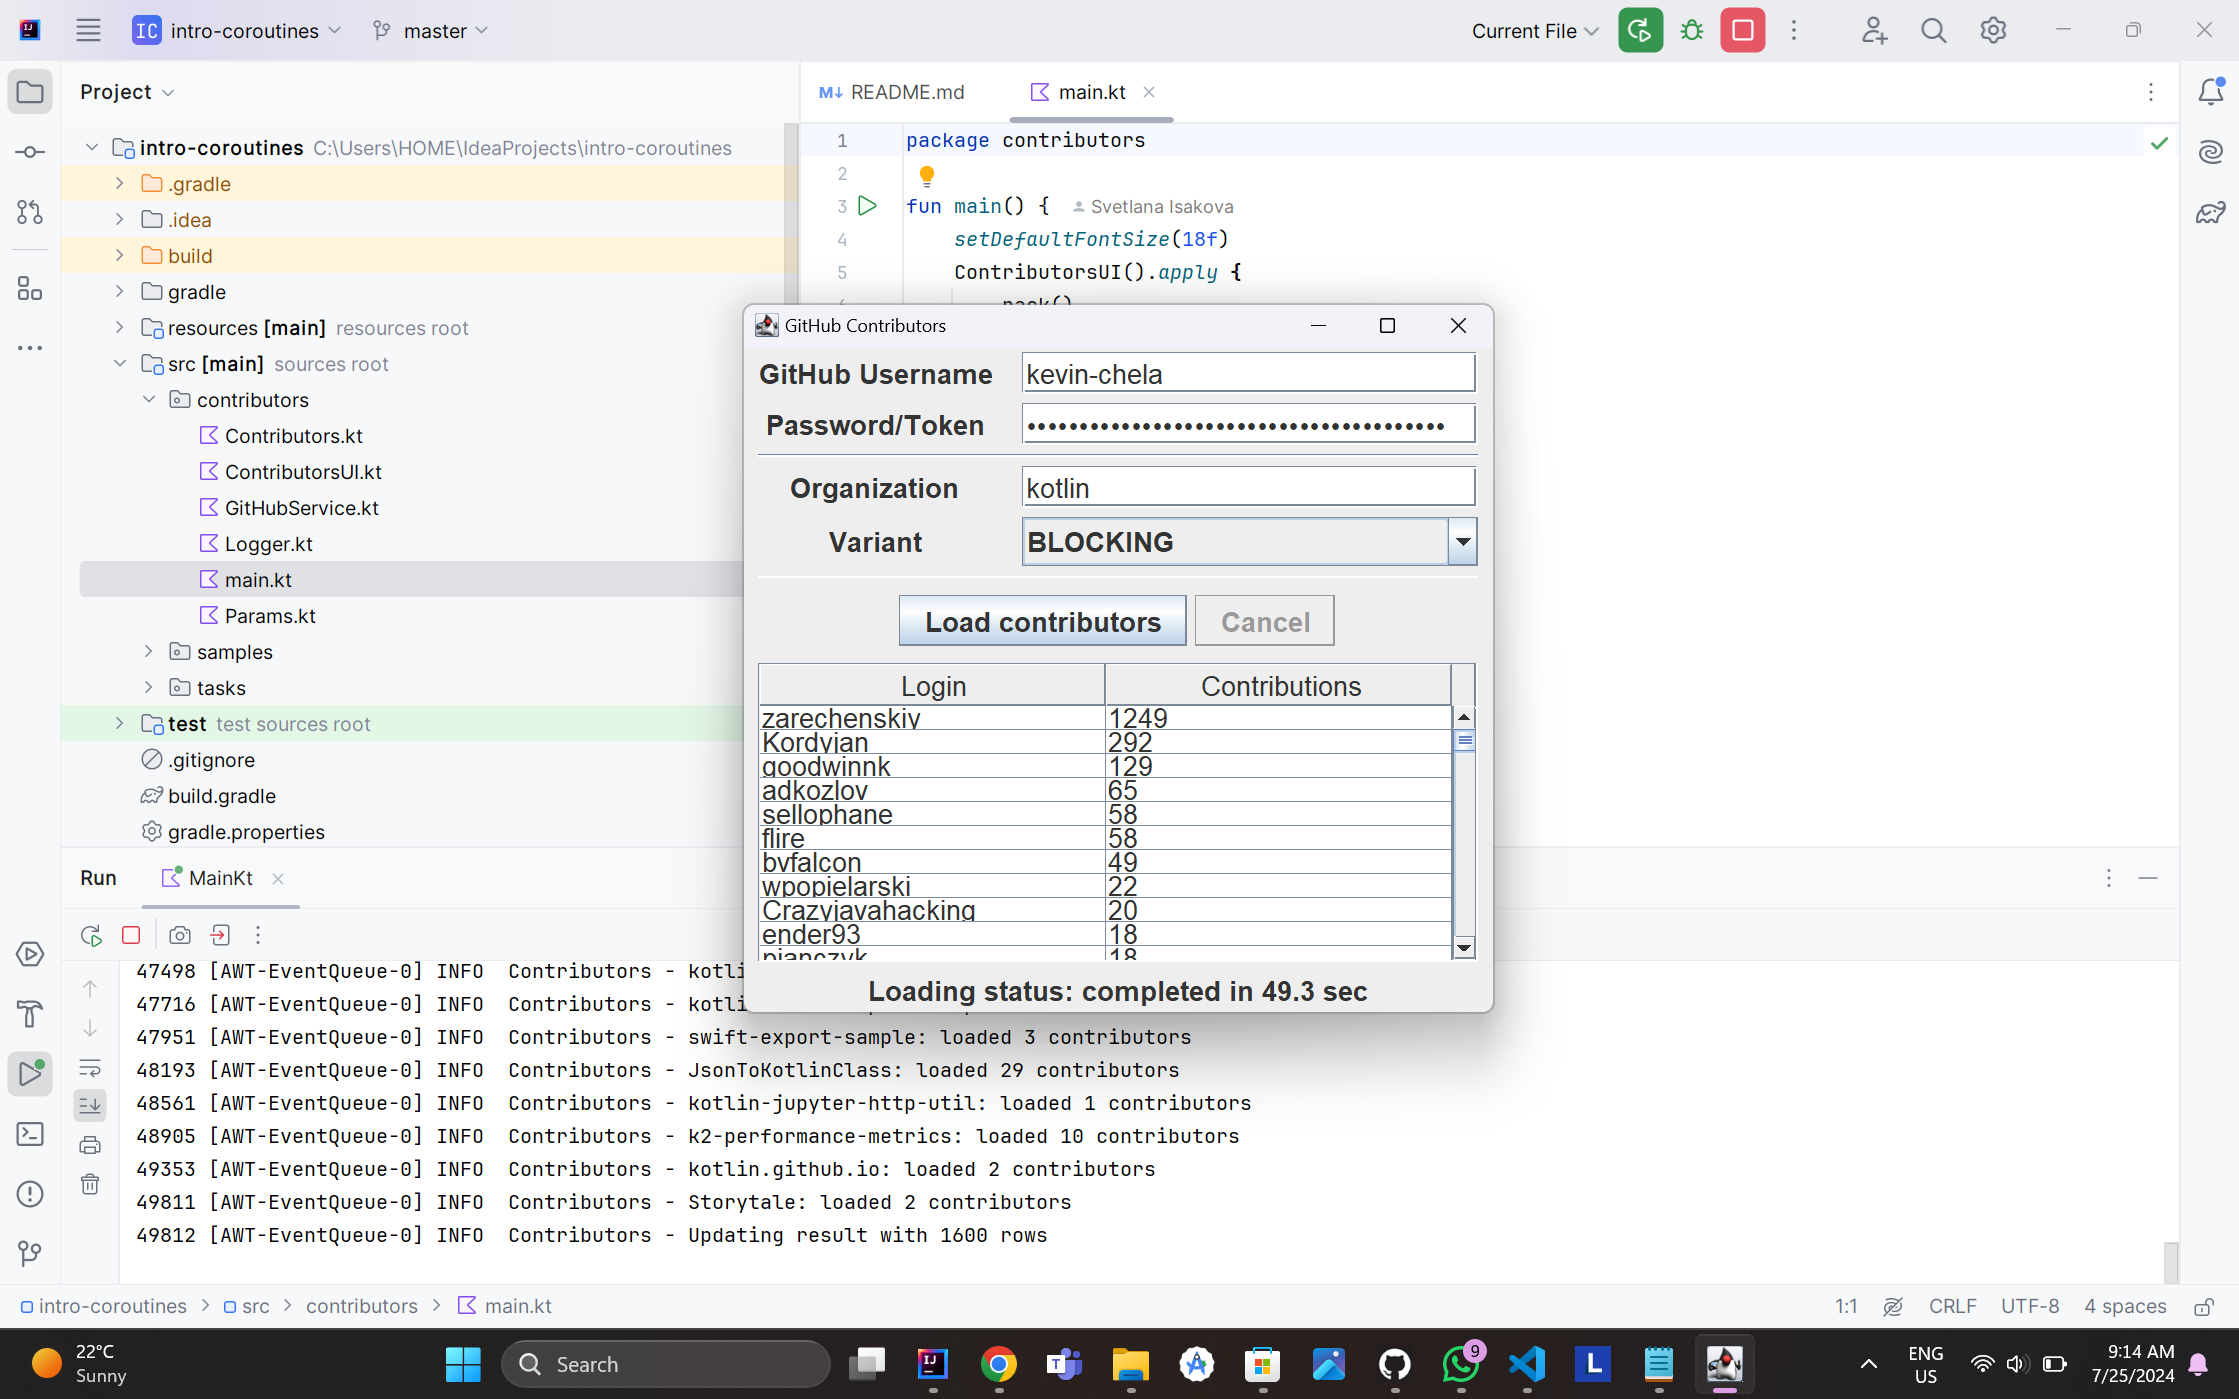 IC intro-coroutines master Current File
Project
README.md main.kt
intro-coroutines C:\Users\HOME\IdeaProjects\intro-coroutines
.gradle
.idea
build
gradle
resources [main] resources root
src [main] sources root
contributors
Contributors.kt
ContributorsUI.kt
GitHubService.kt
Logger.kt
main.kt
Params.kt
samples
tasks
test test sources root
.gitignore
build.gradle
gradle.properties
1 package contributors
2
3 fun main() { Svetlana Isakova
4 setDefaultFontSize(18f)
5 ContributorsUI().apply {
pack()
GitHub Contributors
GitHub Username kevin-chela
Password/Token ••••••••••••••••••••••••••••••••••••••••
Organization kotlin
Variant BLOCKING
Load contributors Cancel
Login Contributions
zarechenskiy 1249
Kordyjan 292
goodwinnk 129
adkozlov 65
sellophane 58
flire 58
bvfalcon 49
wpopielarski 22
Crazyjavahacking 20
ender93 18
pjanczyk 18
Loading status: completed in 49.3 sec
Run MainKt
47498 [AWT-EventQueue-0] INFO Contributors - kotli
47716 [AWT-EventQueue-0] INFO Contributors - kotli
47951 [AWT-EventQueue-0] INFO Contributors - swift-export-sample: loaded 3 contributors
48193 [AWT-EventQueue-0] INFO Contributors - JsonToKotlinClass: loaded 29 contributors
48561 [AWT-EventQueue-0] INFO Contributors - kotlin-jupyter-http-util: loaded 1 contributors
48905 [AWT-EventQueue-0] INFO Contributors - k2-performance-metrics: loaded 10 contributors
49353 [AWT-EventQueue-0] INFO Contributors - kotlin.github.io: loaded 2 contributors
49811 [AWT-EventQueue-0] INFO Contributors - Storytale: loaded 2 contributors
49812 [AWT-EventQueue-0] INFO Contributors - Updating result with 1600 rows
intro-coroutines > src > contributors > main.kt 1:1 CRLF UTF-8 4 spaces
22°C
Sunny
Search
9
ENG
US
9:14 AM
7/25/2024